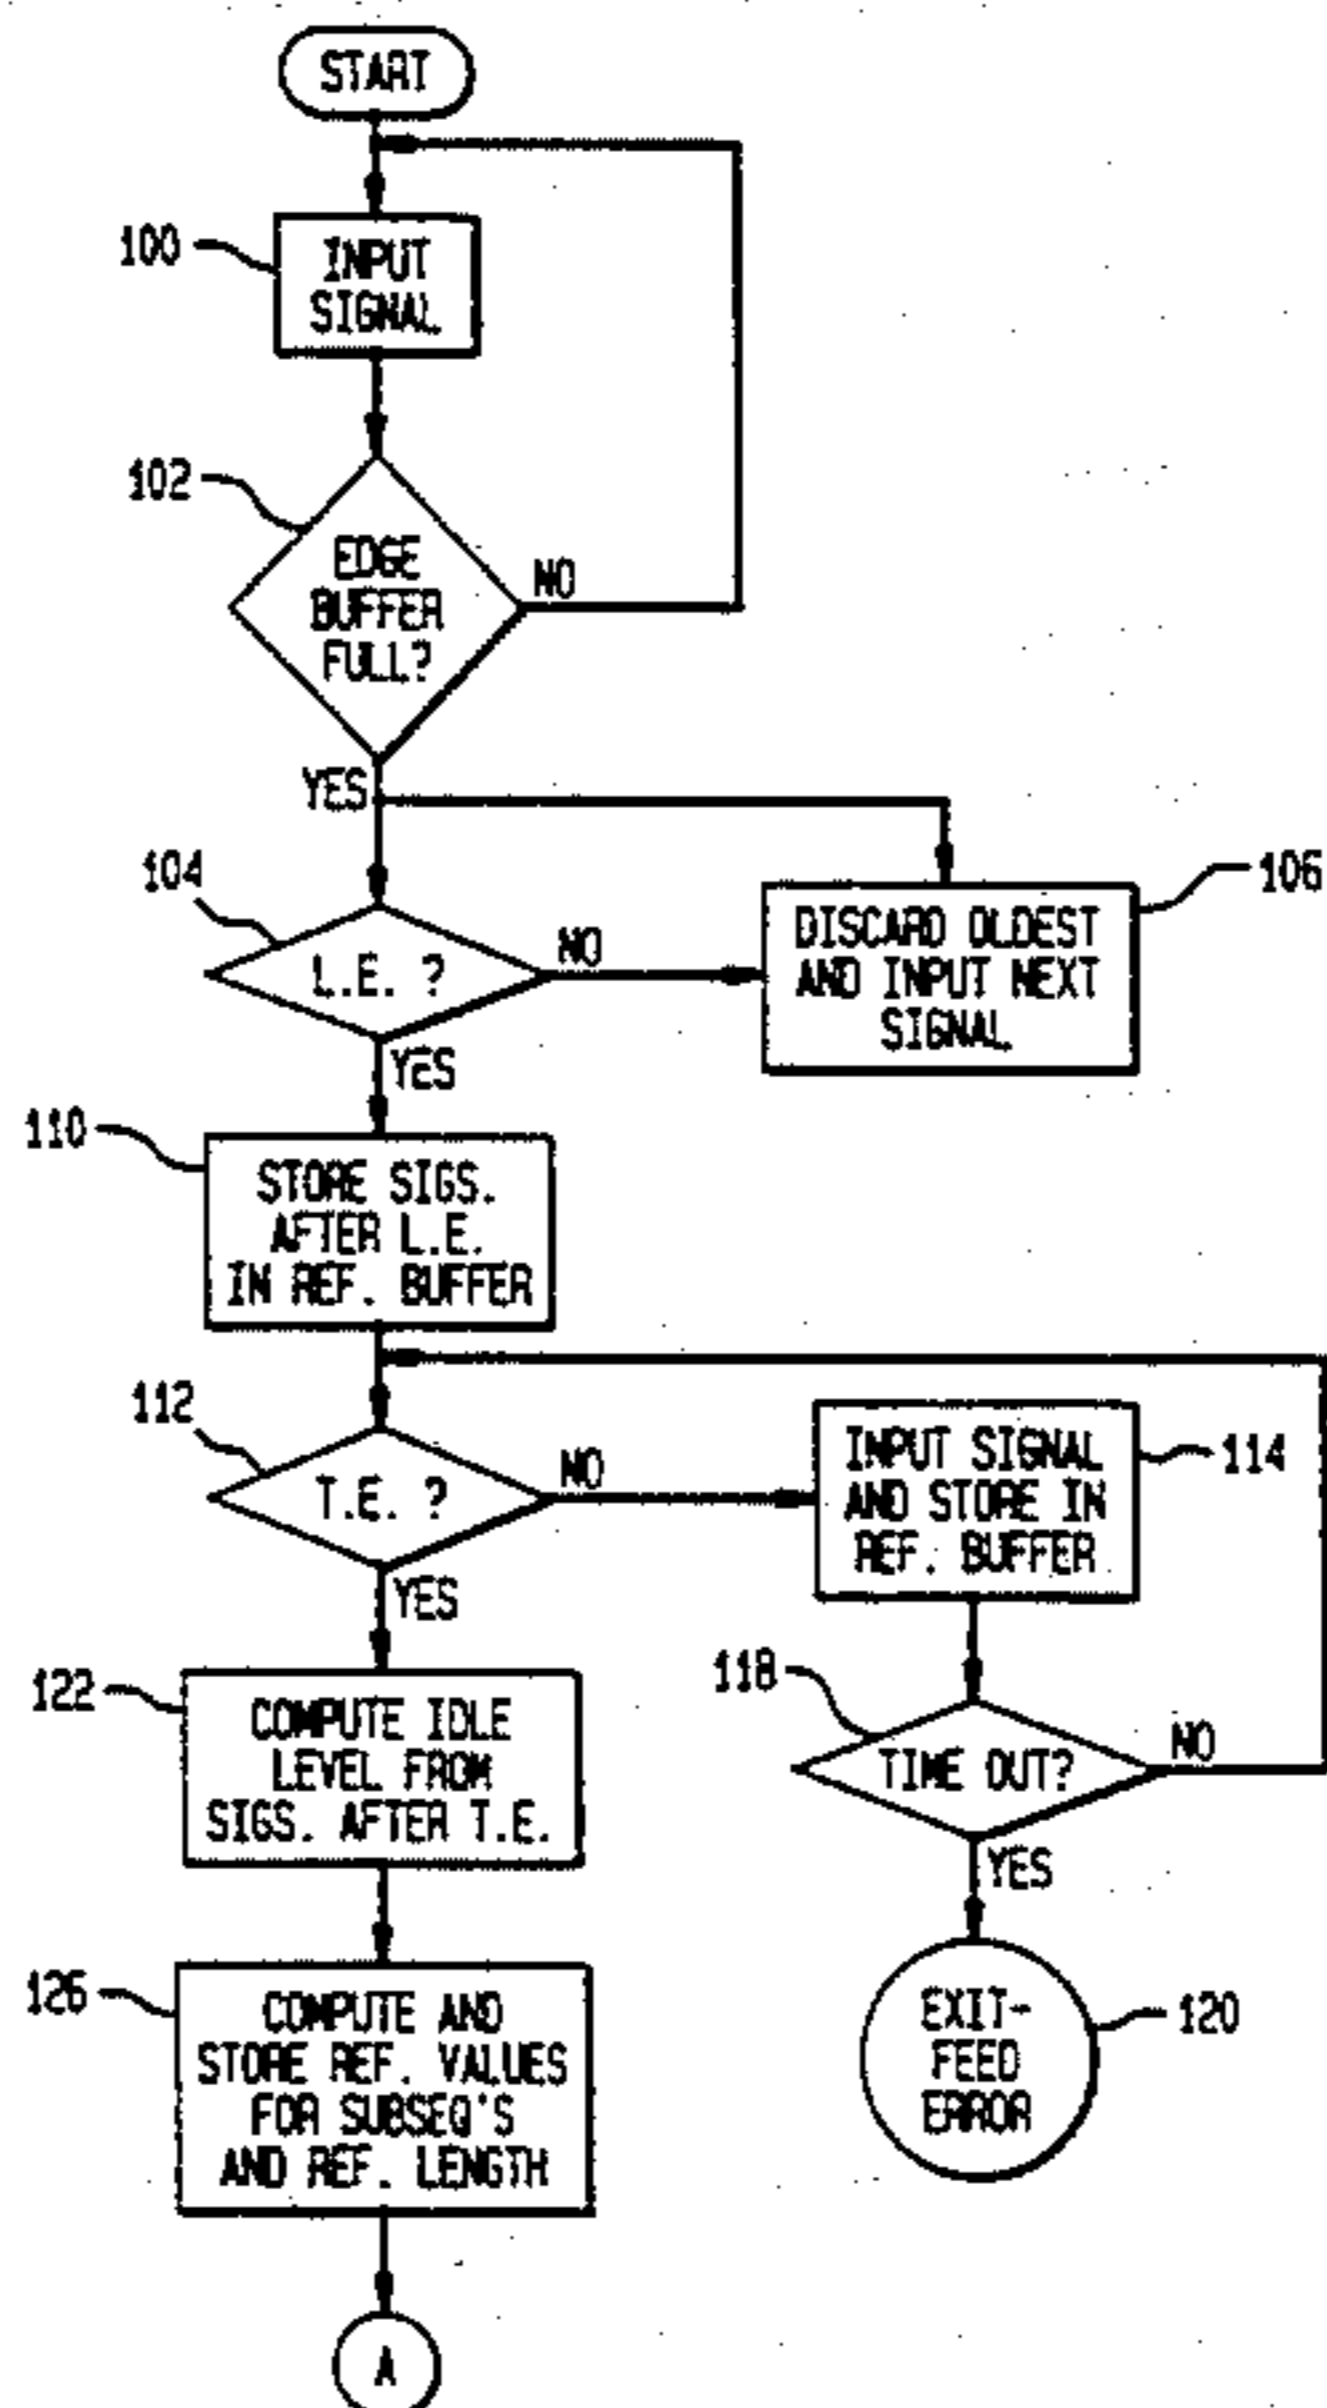 START
100
INPUT
SIGNAL
102
EDGE
BUFFER
FULL?
NO
YES
104
L.E. ?
NO
106
DISCARD OLDEST
AND INPUT NEXT
SIGNAL
YES
110
STORE SIGS.
AFTER L.E.
IN REF. BUFFER
112
T.E. ?
NO
INPUT SIGNAL
AND STORE IN
REF. BUFFER
114
YES
118
TIME OUT?
NO
122
COMPUTE IDLE
LEVEL FROM
SIGS. AFTER T.E.
YES
126
COMPUTE AND
STORE REF. VALUES
FOR SUBSEQ'S
AND REF. LENGTH
EXIT-
FEED
ERROR
120
A